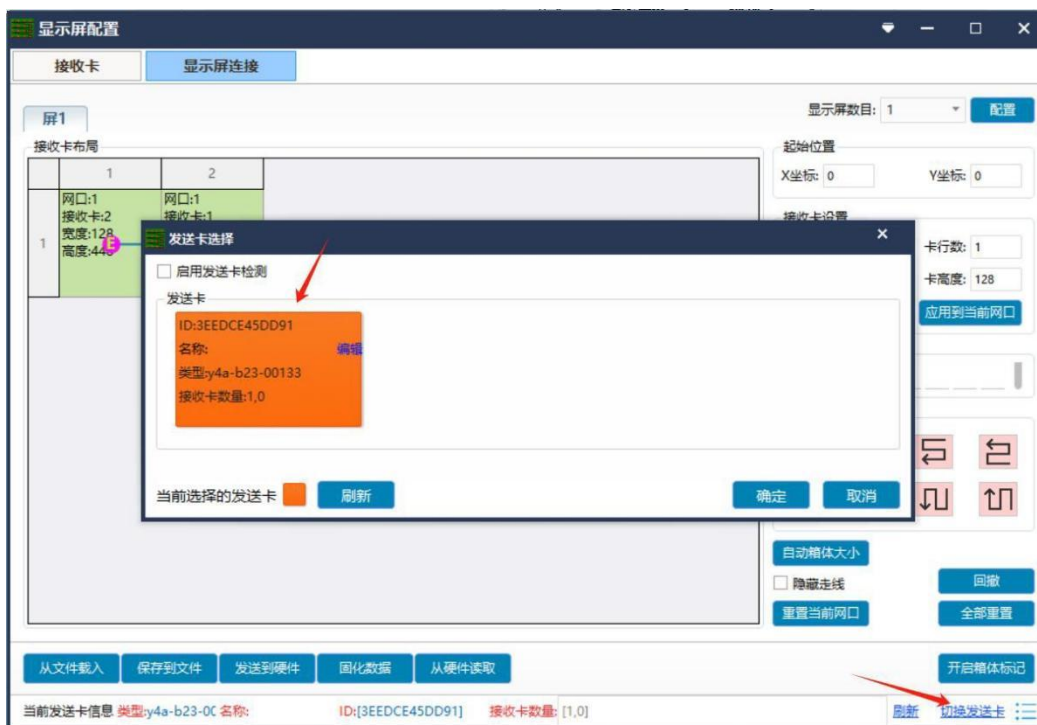 显示屏配置
接收卡
显示屏连接
屏1
显示屏数目: 1
配置
接收卡布局
起始位置
1
2
X坐标: 0
Y坐标: 0
网口:1
接收卡:2
宽度:128
网口:1
接收卡:1
接收卡设置
1
E
卡行数: 1
卡高度: 128
应用到当前网口
发送卡选择
启用发送卡检测
发送卡
ID:3EEDCE45DD91
名称:
编辑
类型:y4a-b23-00133
接收卡数量:1,0
当前选择的发送卡
刷新
确定
取消
自动箱体大小
隐藏走线
回撤
重置当前网口
全部重置
从文件载入
保存到文件
发送到硬件
固化数据
从硬件读取
开启箱体标记
当前发送卡信息 类型:y4a-b23-0C 名称:
ID:[3EEDCE45DD91]
接收卡数量: [1,0]
刷新
切换发送卡